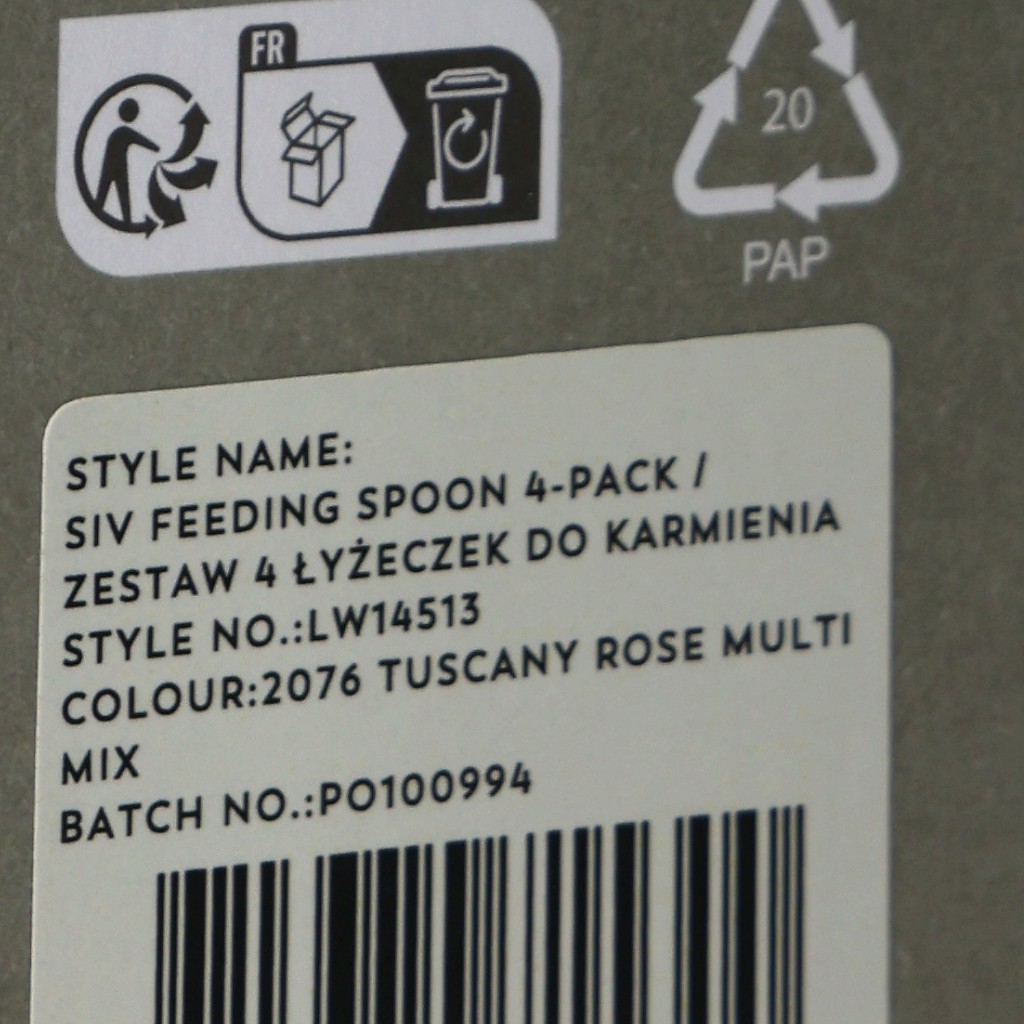 FR
20
PAP
STYLE NAME:
SIV FEEDING SPOON 4-PACK /
ZESTAW 4 ŁYŻECZEK DO KARMIENIA
STYLE NO.:LW14513
COLOUR:2076 TUSCANY ROSE MULTI
MIX
BATCH NO.:PO100994